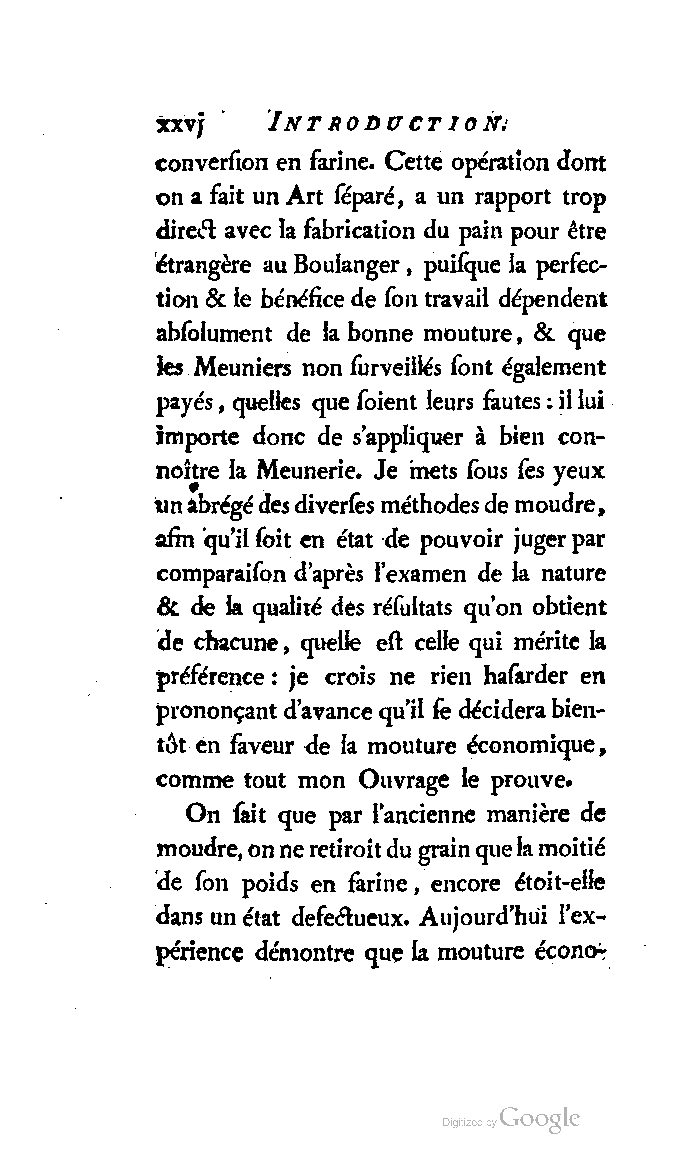 xxvj INTRODUCTION.
converſion en farine. Cette opération dont
on a fait un Art ſéparé, a un rapport trop
direct avec la fabrication du pain pour être
étrangère au Boulanger, puiſque la perfec-
tion & le bénéfice de ſon travail dépendent
abſolument de la bonne mouture, & que
les Meuniers non ſurveillés ſont également
payés, quelles que ſoient leurs fautes : il lui
importe donc de s'appliquer à bien con-
noître la Meunerie. Je mets ſous ſes yeux
un abrégé des diverſes méthodes de moudre,
afin qu'il ſoit en état de pouvoir juger par
comparaiſon d'après l'examen de la nature
& de la qualité des réſultats qu'on obtient
de chacune, quelle eſt celle qui mérite la
préférence : je crois ne rien haſarder en
prononçant d'avance qu'il ſe décidera bien-
tôt en faveur de la mouture économique,
comme tout mon Ouvrage le prouve.
On ſait que par l'ancienne manière de
moudre, on ne retiroit du grain que la moitié
de ſon poids en farine, encore étoit-elle
dans un état defectueux. Aujourd'hui l'ex-
périence démontre que la mouture écono-
Digitized by Google